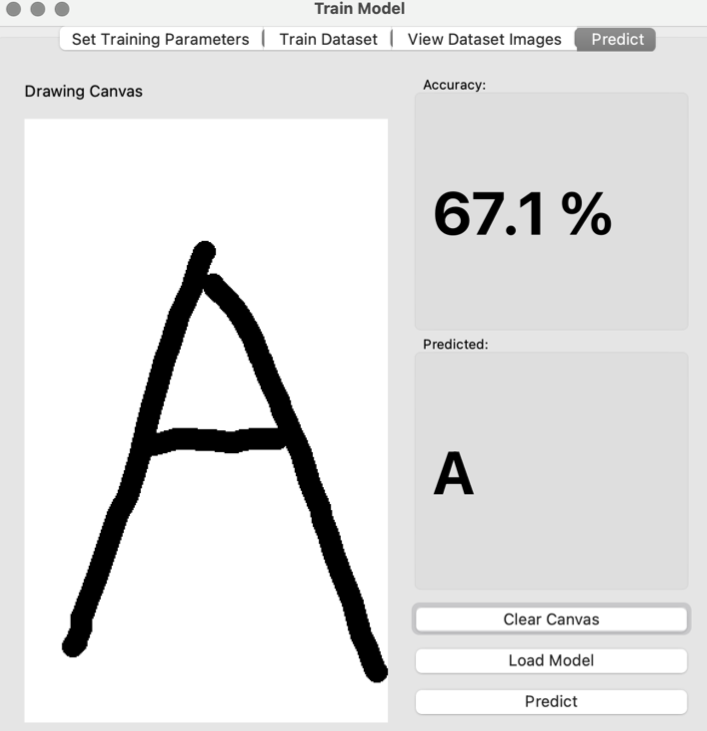 Train Model
Set Training Parameters Train Dataset View Dataset Images Predict
Drawing Canvas
A
Accuracy:
67.1 %
Predicted:
A
Clear Canvas
Load Model
Predict